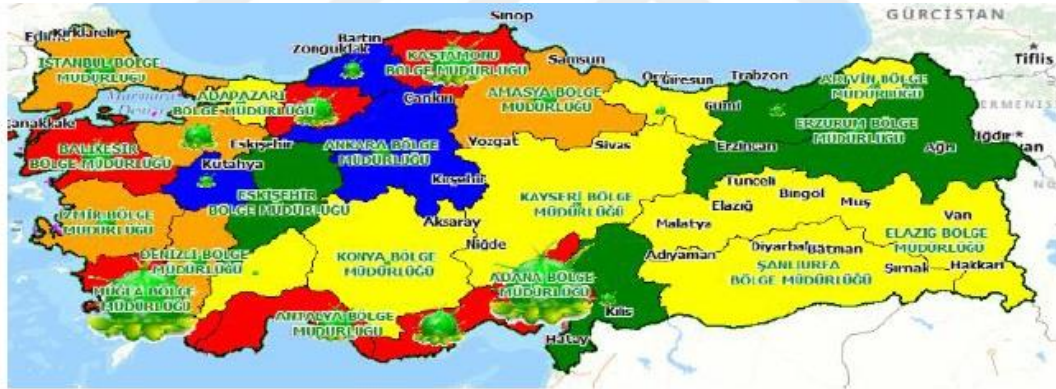 GÜRCİSTAN
Sinop
Bartın
Zonguldak
Kırklareli
İSTANBUL BÖLGE
MÜDÜRLÜĞÜ
KASTAMONU
BÖLGE MÜDÜRLÜĞÜ
Samsun
Tiflis
Trabzon
Giresun
ARTVİN BÖLGE
MÜDÜRLÜĞÜ
ADAPAZARI
BÖLGE MÜDÜRLÜĞÜ
Çankırı
AMASYA BÖLGE
MÜDÜRLÜĞÜ
ERMENİS
ERZURUM BÖLGE
MÜDÜRLÜĞÜ
anakkale
BALIKESİR
BÖLGE MÜDÜRLÜĞÜ
Eskişehir
ANKARA BÖLGE
MÜDÜRLÜĞÜ
Yozgat
Sivas
Erzincan
Ağrı
Iğdır
van
Kütahya
Kırşehir
ESKİŞEHİR
BÖLGE MÜDÜRLÜĞÜ
KAYSERİ BÖLGE
MÜDÜRLÜĞÜ
Tunceli
Bingöl
Elazığ
Muş
Van
İZMİR BÖLGE
MÜDÜRLÜĞÜ
Aksaray
Malatya
ELAZIĞ BÖLGE
MÜDÜRLÜĞÜ
DENİZLİ BÖLGE
MÜDÜRLÜĞÜ
KONYA BÖLGE
MÜDÜRLÜĞÜ
Niğde
Adıyaman
Diyarbak
Batman
ŞANLIURFA
BÖLGE MÜDÜRLÜĞÜ
Şırnak
Hakkari
MUĞLA BÖLGE
MÜDÜRLÜĞÜ
ADANA BÖLGE
MÜDÜRLÜĞÜ
ANTALYA BÖLGE
MÜDÜRLÜĞÜ
Kilis
Hatay